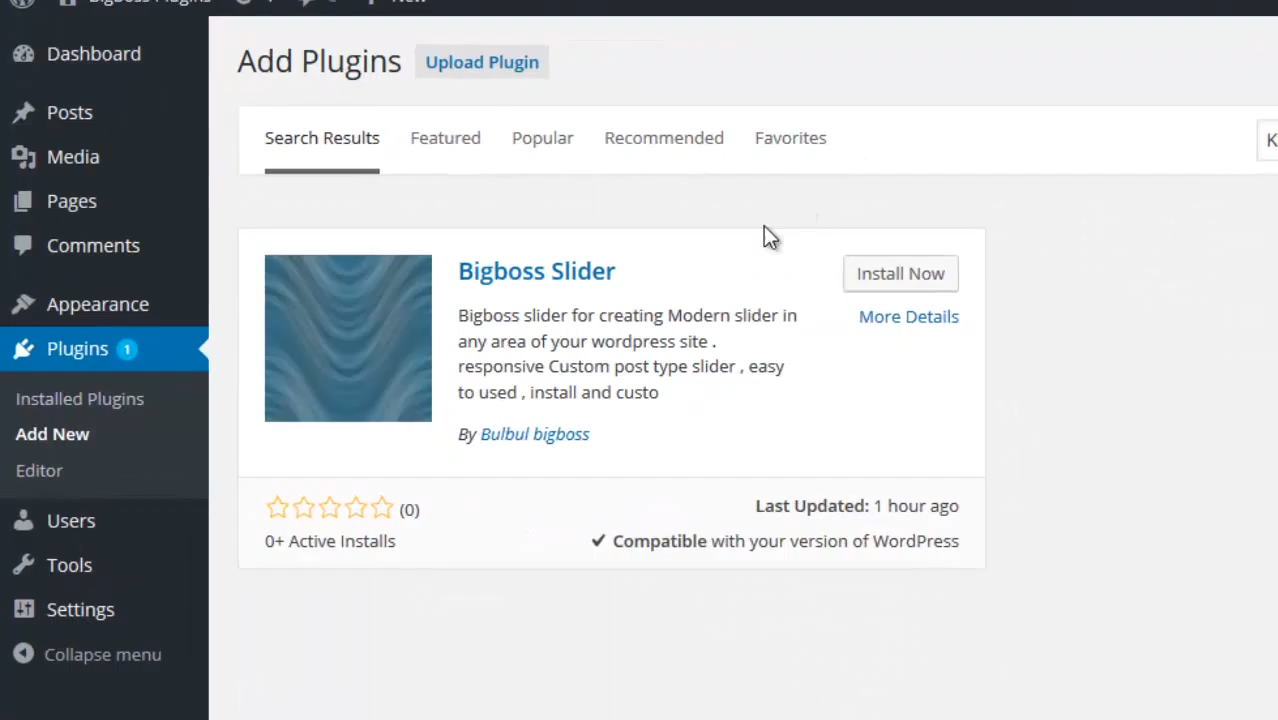 Dashboard
Posts
Media
Pages
Comments
Appearance
Plugins 1
Installed Plugins
Add New
Editor
Users
Tools
Settings
Collapse menu
Add Plugins Upload Plugin
Search Results Featured Popular Recommended Favorites K
Bigboss Slider Install Now
More Details
Bigboss slider for creating Modern slider in
any area of your wordpress site .
responsive Custom post type slider , easy
to used , install and custo
By Bulbul bigboss
(0) Last Updated: 1 hour ago
0+ Active Installs Compatible with your version of WordPress